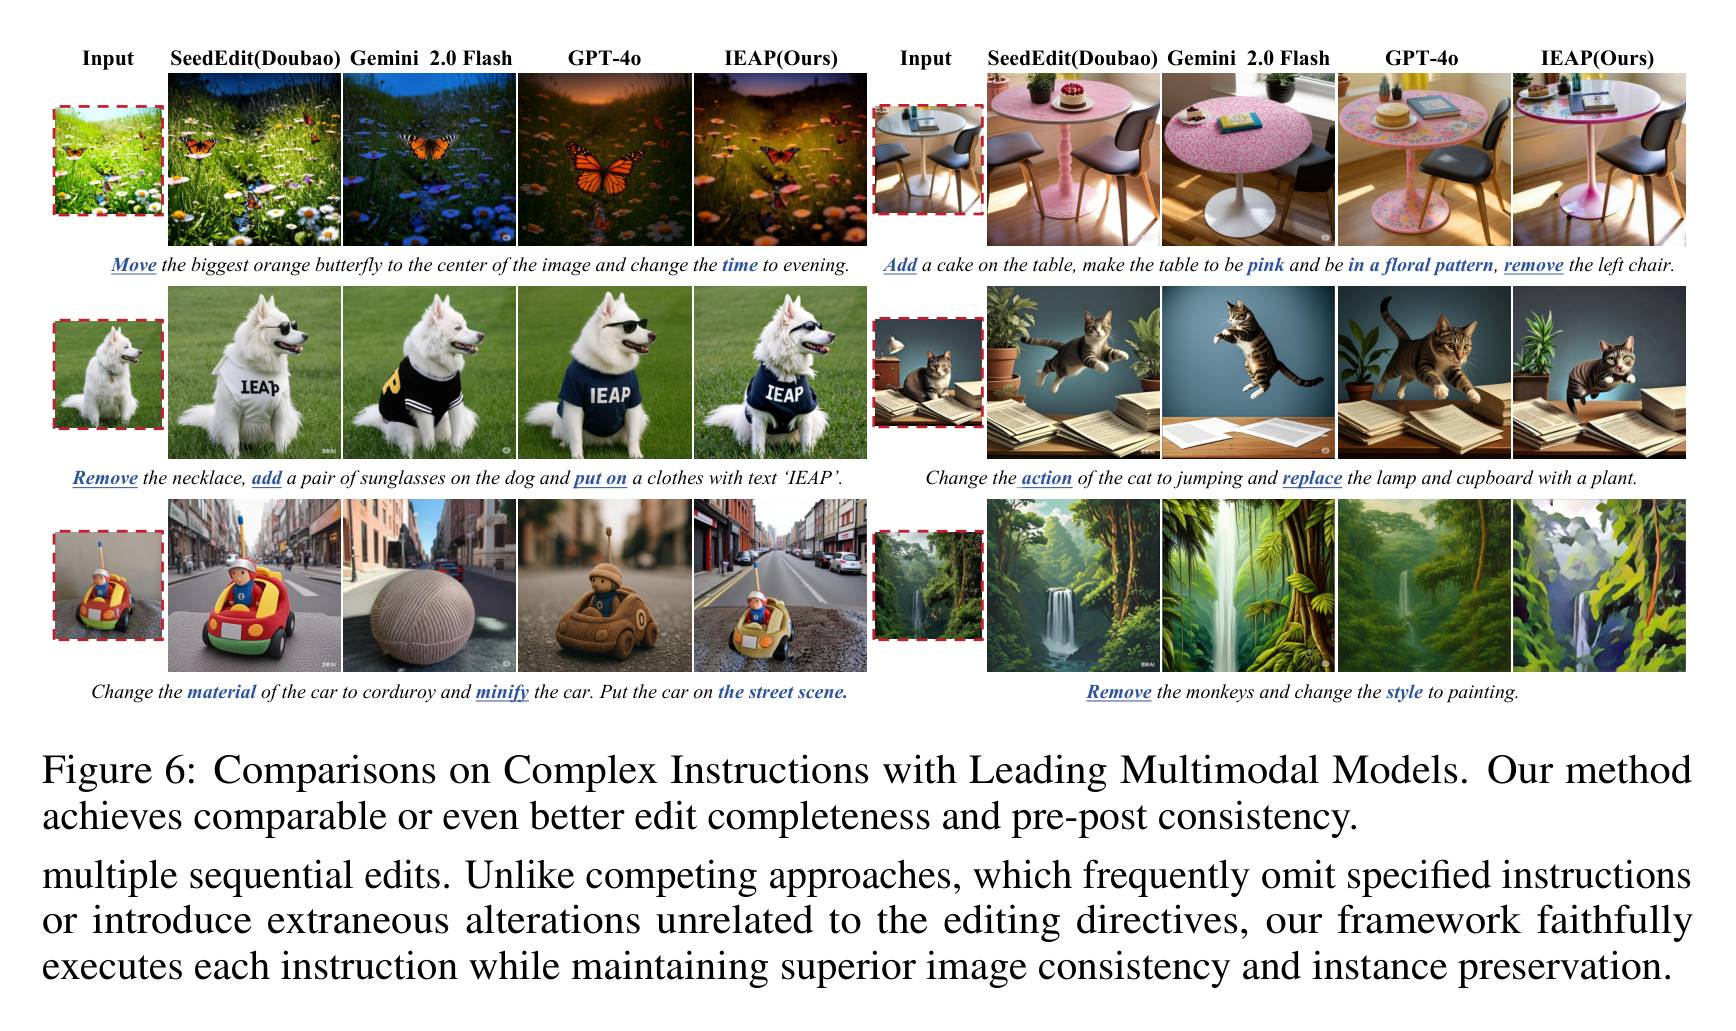 Input SeedEdit(Doubao) Gemini 2.0 Flash GPT-4o IEAP(Ours) Input SeedEdit(Doubao) Gemini 2.0 Flash GPT-4o IEAP(Ours)
Move the biggest orange butterfly to the center of the image and change the time to evening.
Add a cake on the table, make the table to be pink and be in a floral pattern, remove the left chair.
IEAp
IEAP
IEAP
Remove the necklace, add a pair of sunglasses on the dog and put on a clothes with text ‘IEAP’.
Change the action of the cat to jumping and replace the lamp and cupboard with a plant.
Change the material of the car to corduroy and minify the car. Put the car on the street scene.
Remove the monkeys and change the style to painting.
Figure 6: Comparisons on Complex Instructions with Leading Multimodal Models. Our method
achieves comparable or even better edit completeness and pre-post consistency.
multiple sequential edits. Unlike competing approaches, which frequently omit specified instructions
or introduce extraneous alterations unrelated to the editing directives, our framework faithfully
executes each instruction while maintaining superior image consistency and instance preservation.